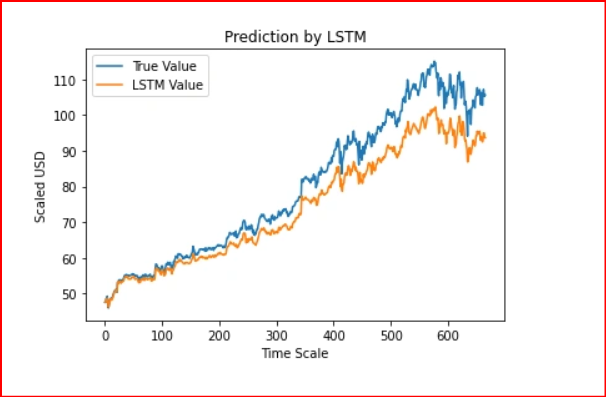 Prediction by LSTM
True Value
LSTM Value
110
100
90
80
70
60
50
Scaled USD
0 100 200 300 400 500 600
Time Scale